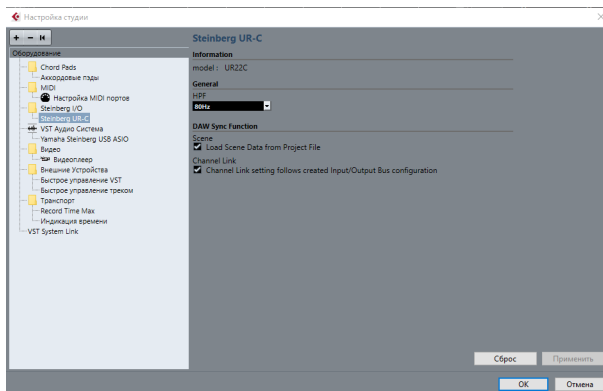 Настройка студии
Оборудование
Chord Pads
Аккордовые пэды
MIDI
Настройка MIDI портов
Steinberg I/O
Steinberg UR-C
VST Аудио Система
Yamaha Steinberg USB ASIO
Видео
Видеоплеер
Внешние Устройства
Быстрое управление VST
Быстрое управление треком
Транспорт
Record Time Max
Индикация времени
VST System Link
Steinberg UR-C
Information
model : UR22C
General
HPF
80Hz
DAW Sync Function
Scene
Load Scene Data from Project File
Channel Link
Channel Link setting follows created Input/Output Bus configuration
Сброс
Применить
OK
Отмена